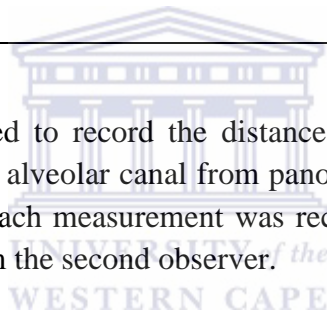 ed to record the distance
alveolar canal from pano
ach measurement was rec
n the second observer.
UNIVERSITY of the
WESTERN CAPE